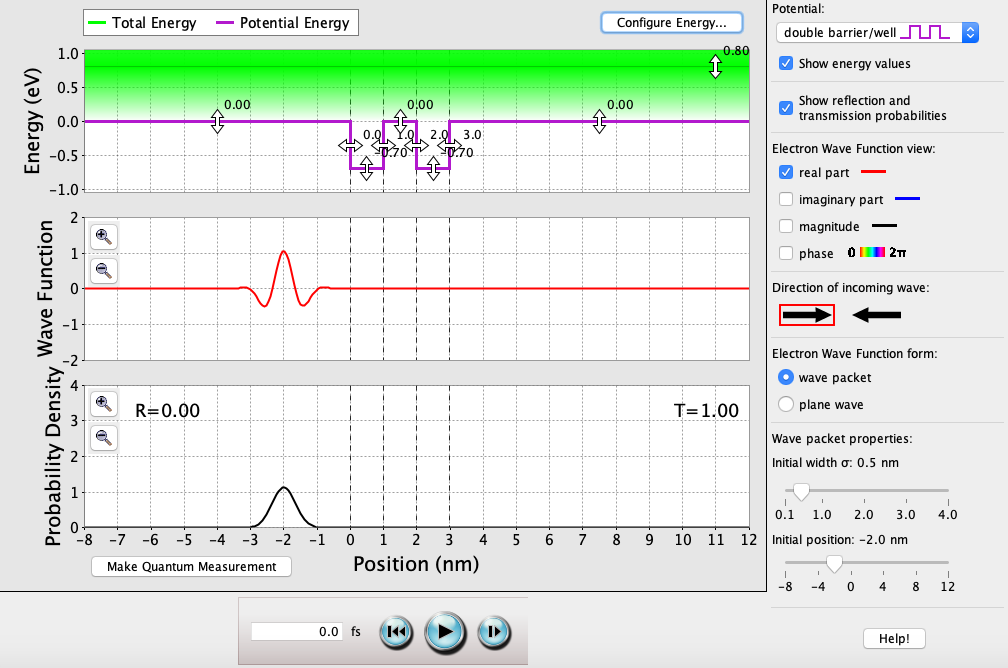 Total Energy Potential Energy
Configure Energy...
Energy (eV)
1.0
0.5
0.0
-0.5
-1.0
0.80
0.00 0.00 0.00
0.0 1.0 2.0 3.0
-0.70 -0.70
Wave Function
2
1
0
-1
-2
Probability Density
4
3
2
1
0
R=0.00 T=1.00
-8 -7 -6 -5 -4 -3 -2 -1 0 1 2 3 4 5 6 7 8 9 10 11 12
Position (nm)
Make Quantum Measurement
0.0 fs
Potential:
double barrier/well
Show energy values
Show reflection and
transmission probabilities
Electron Wave Function view:
real part
imaginary part
magnitude
phase 0 2π
Direction of incoming wave:
Electron Wave Function form:
wave packet
plane wave
Wave packet properties:
Initial width σ: 0.5 nm
0.1 1.0 2.0 3.0 4.0
Initial position: -2.0 nm
-8 -4 0 4 8 12
Help!